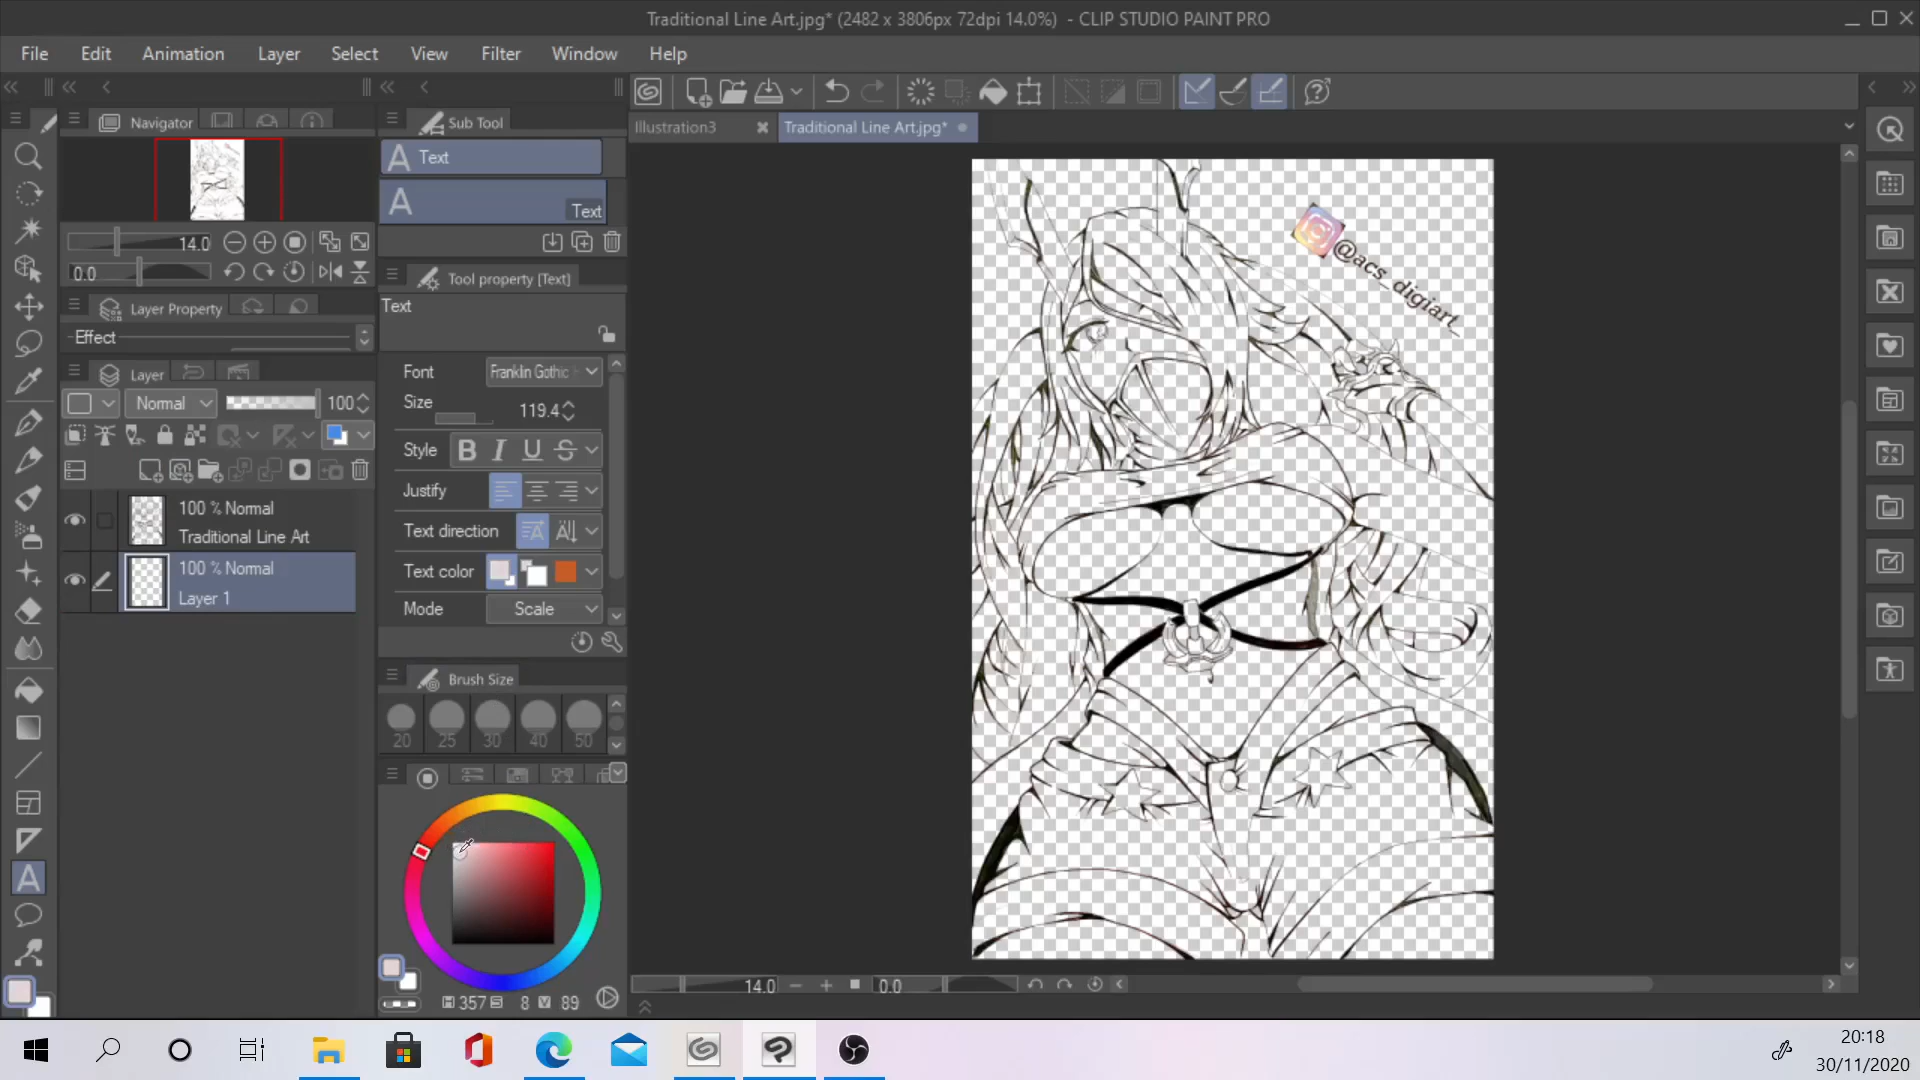 Traditional Line Art.jpg* (2482 x 3806px 72dpi 14.0%) - CLIP STUDIO PAINT PRO
File Edit Animation Layer Select View Filter Window Help
Navigator
Sub Tool
Illustration3
Traditional Line Art.jpg*
Text
Text
14.0
0.0
Tool property [Text]
Layer Property
Text
Effect
Font Franklin Gothic
Layer
Size 119.4
Normal 100
Style B I U S
Justify
100 % Normal
Traditional Line Art
Text direction
100 % Normal
Layer 1
Text color
Mode Scale
Brush Size
20 25 30 40 50
H 357 S 8 V 89
@acs_digiart_
14.0
0.0
20:18
30/11/2020